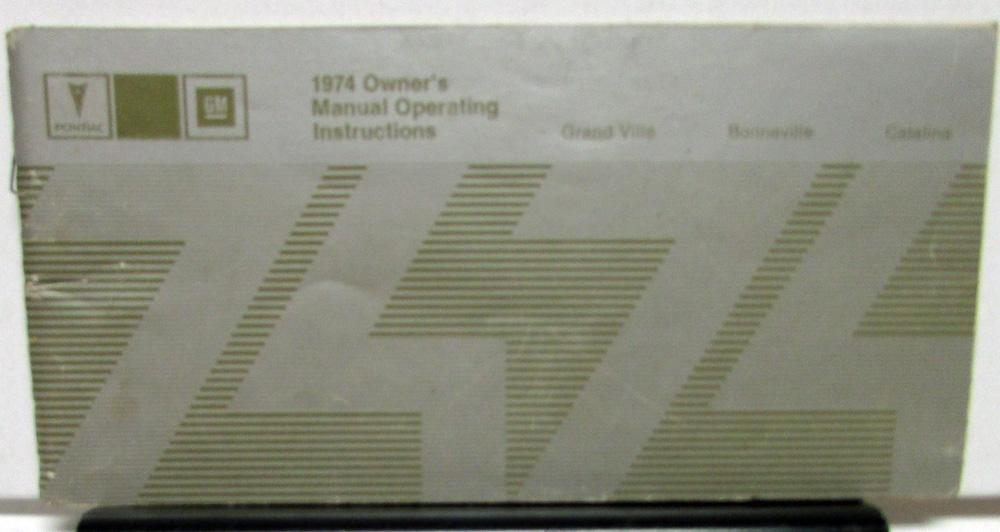 PONTIAC
GM
1974 Owner's
Manual Operating
Instructions
Grand Ville Bonneville Catalina